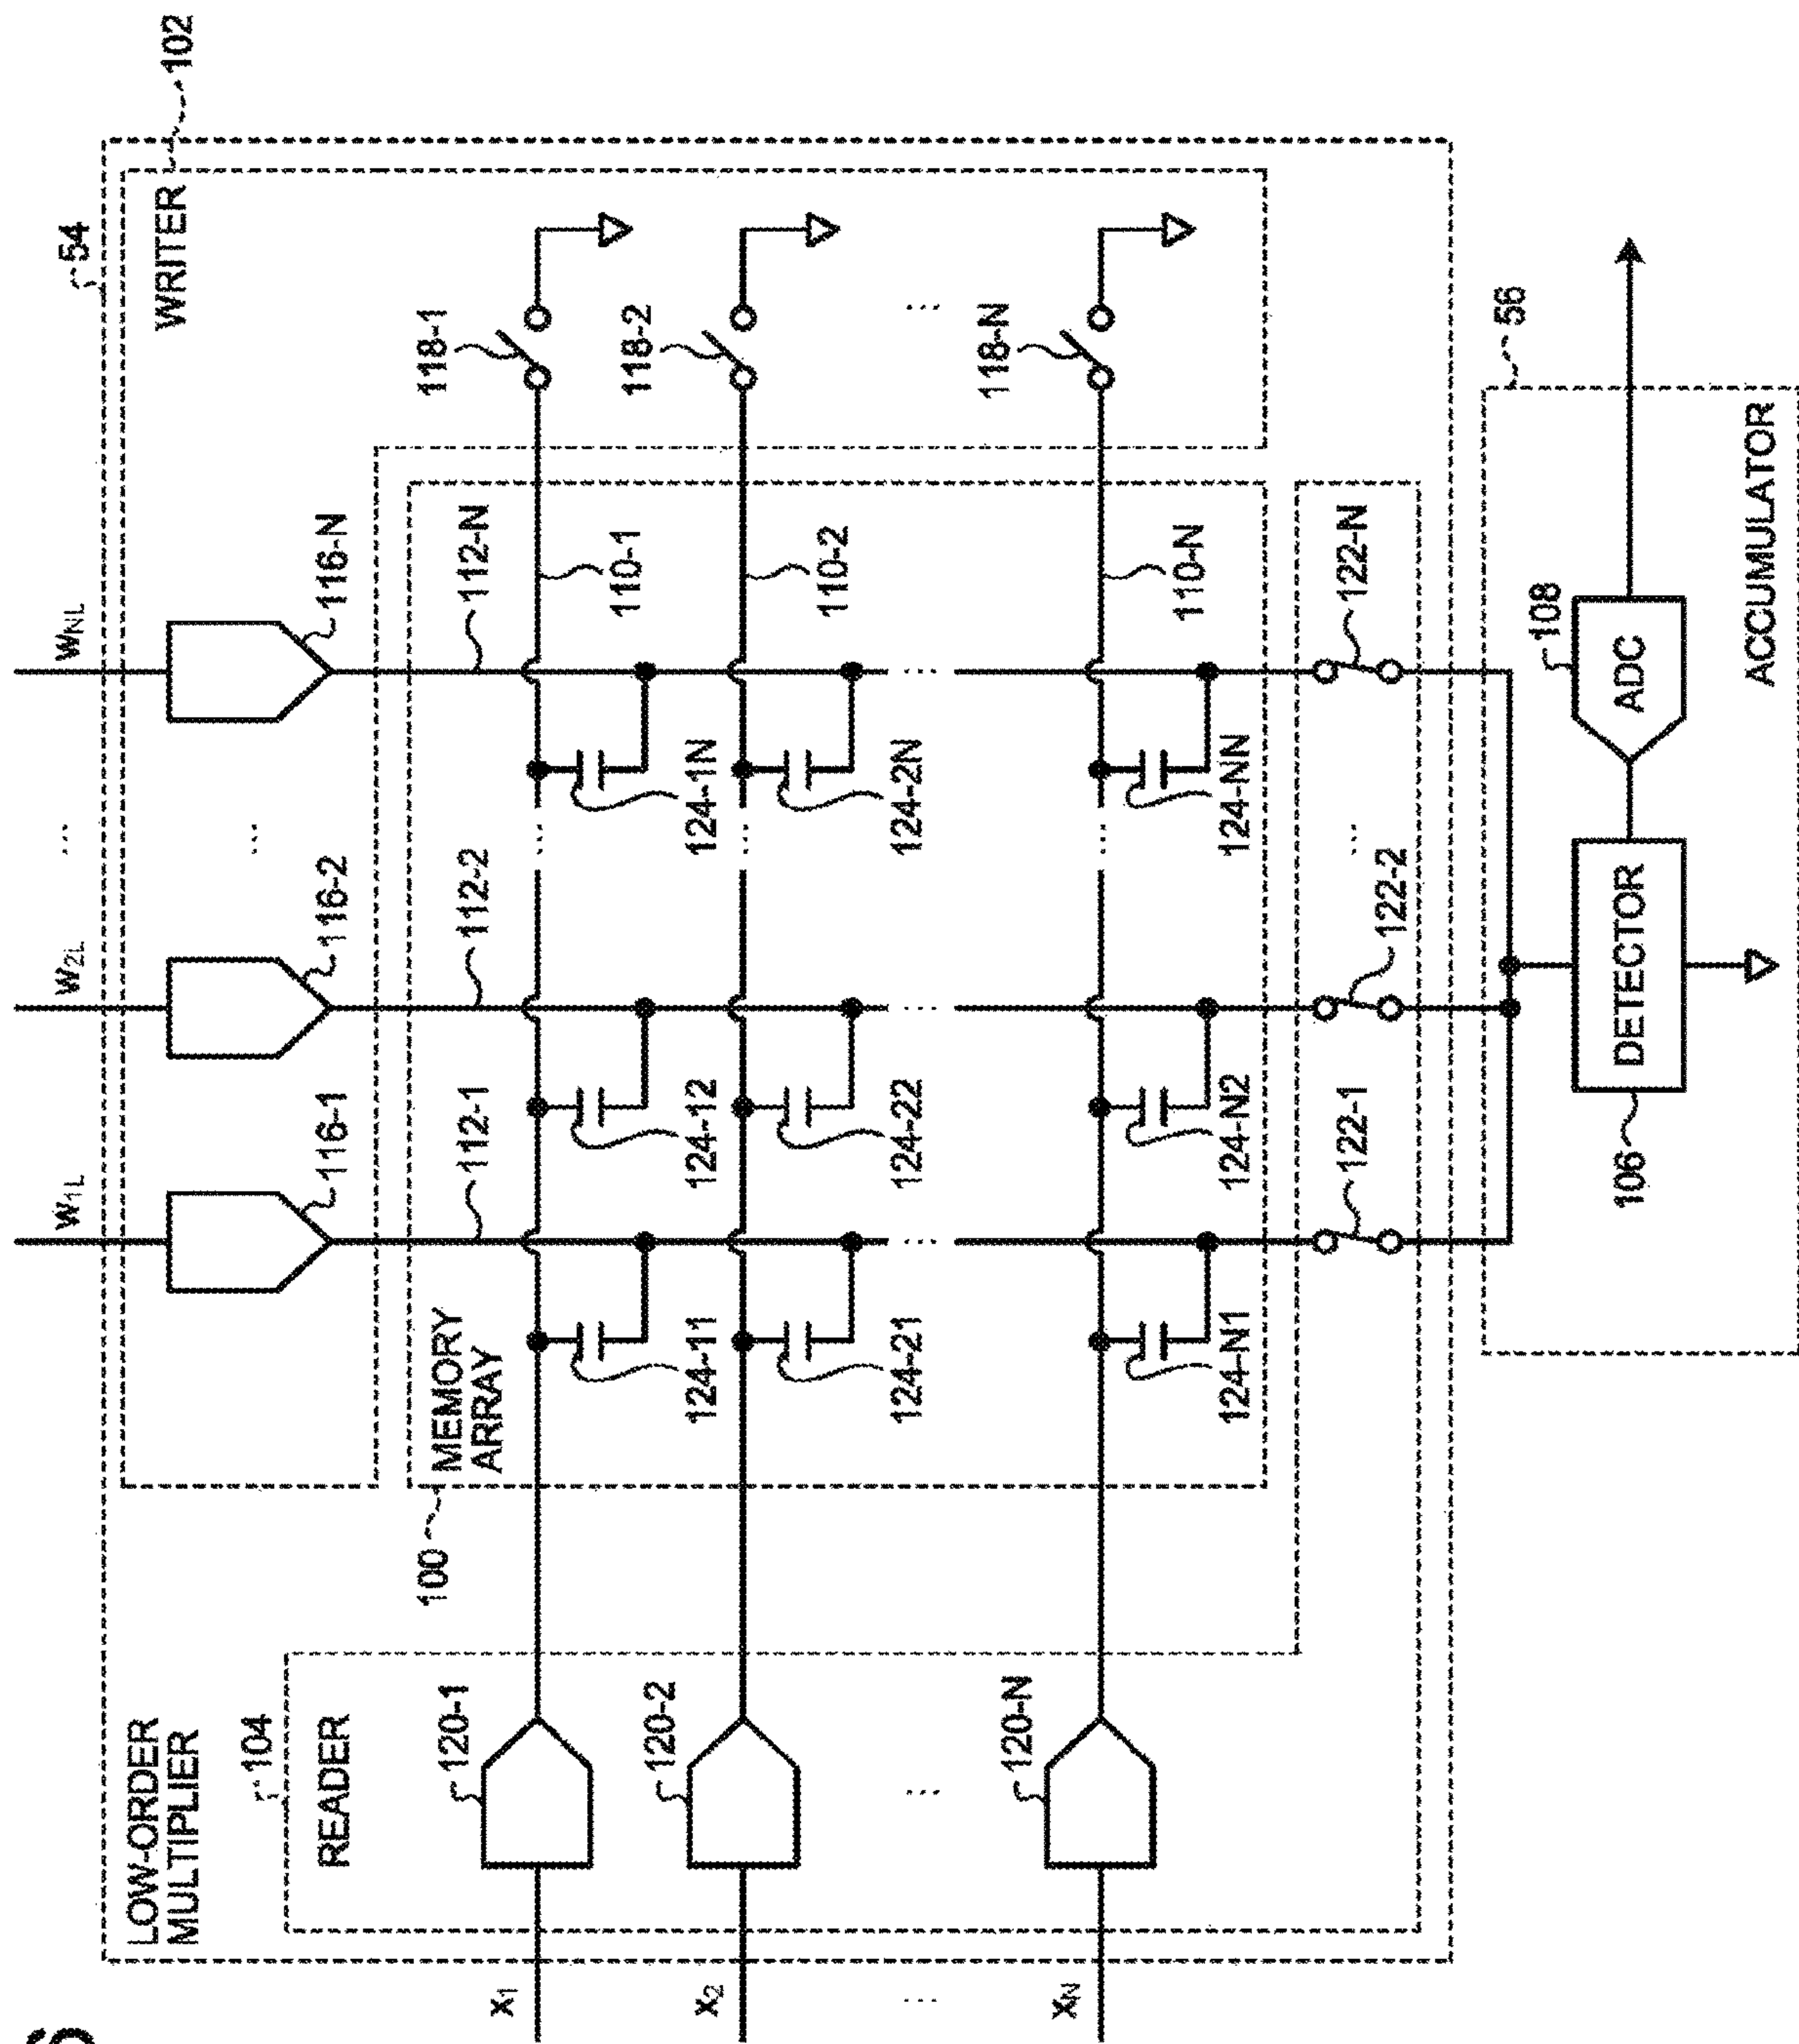 54
102
LOW-ORDER
MULTIPLIER
W1L
W2L
...
WNL
WRITER
116-1
116-2
...
116-N
104
READER
100
MEMORY
ARRAY
112-1
112-2
112-N
118-1
X1
120-1
...
110-1
124-11
124-12
124-1N
118-2
X2
120-2
...
110-2
124-21
124-22
124-2N
...
...
...
...
...
...
118-N
XN
120-N
...
110-N
124-N1
124-N2
124-NN
122-1
122-2
...
122-N
56
106
DETECTOR
108
ADC
ACCUMULATOR